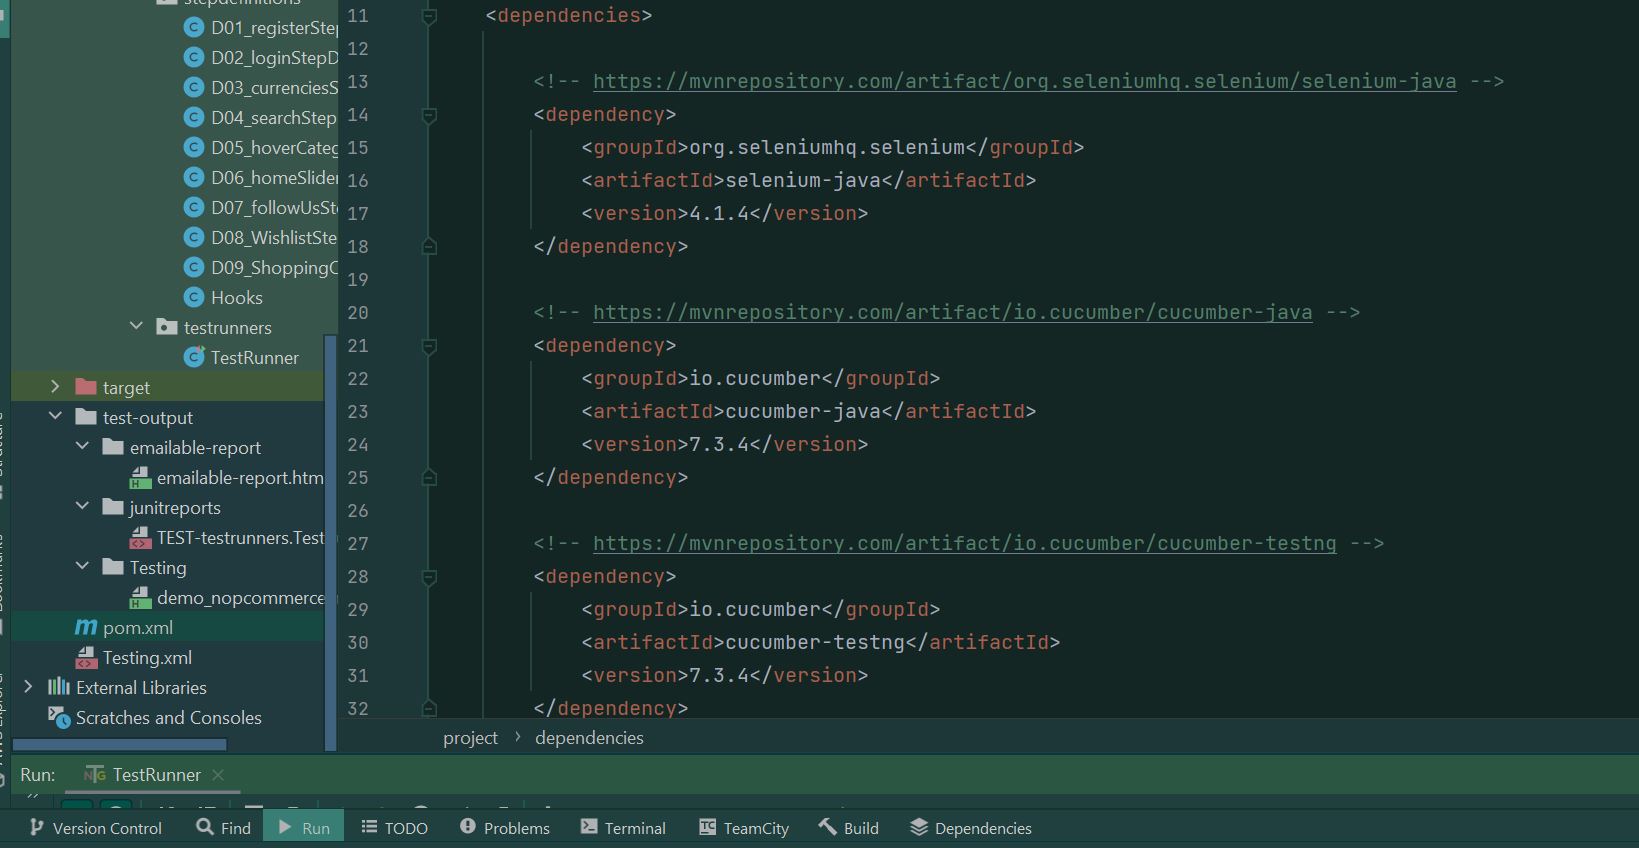 stepdefinitions
D01_registerStep
D02_loginStepD
D03_currenciesS
D04_searchStep
D05_hoverCateg
D06_homeSlider
D07_followUsSt
D08_WishlistSte
D09_ShoppingC
Hooks
testrunners
TestRunner
target
test-output
emailable-report
emailable-report.htm
junitreports
TEST-testrunners.Test
Testing
demo_nopcommerce
pom.xml
Testing.xml
External Libraries
Scratches and Consoles
11 <dependencies>
12
13 <!-- https://mvnrepository.com/artifact/org.seleniumhq.selenium/selenium-java -->
14 <dependency>
15 <groupId>org.seleniumhq.selenium</groupId>
16 <artifactId>selenium-java</artifactId>
17 <version>4.1.4</version>
18 </dependency>
19
20 <!-- https://mvnrepository.com/artifact/io.cucumber/cucumber-java -->
21 <dependency>
22 <groupId>io.cucumber</groupId>
23 <artifactId>cucumber-java</artifactId>
24 <version>7.3.4</version>
25 </dependency>
26
27 <!-- https://mvnrepository.com/artifact/io.cucumber/cucumber-testng -->
28 <dependency>
29 <groupId>io.cucumber</groupId>
30 <artifactId>cucumber-testng</artifactId>
31 <version>7.3.4</version>
32 </dependency>
project › dependencies
Run: NTG TestRunner
Version Control Find Run TODO Problems Terminal TC TeamCity Build Dependencies